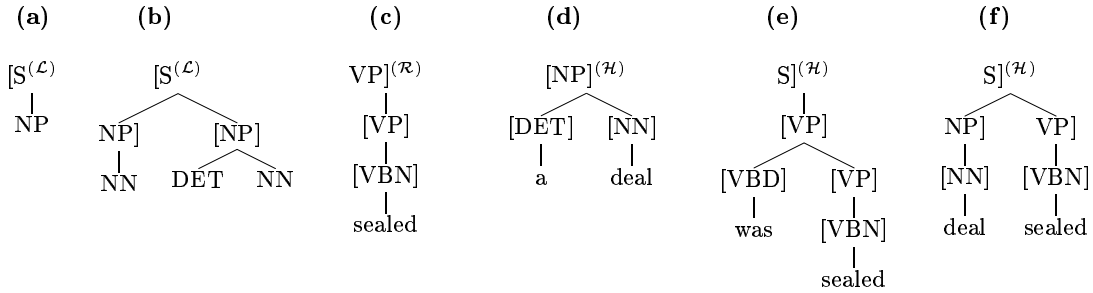 (a) (b) (c) (d) (e) (f)
[S^(ℒ) [S^(ℒ) VP]^(ℛ) [NP]^(ℋ) S]^(ℋ) S]^(ℋ)
NP NP] [NP] [VP] [DET] [NN] [VP] NP] VP]
NN DET NN [VBN] a deal [VBD] [VP] [NN] [VBN]
sealed was [VBN] deal sealed
sealed